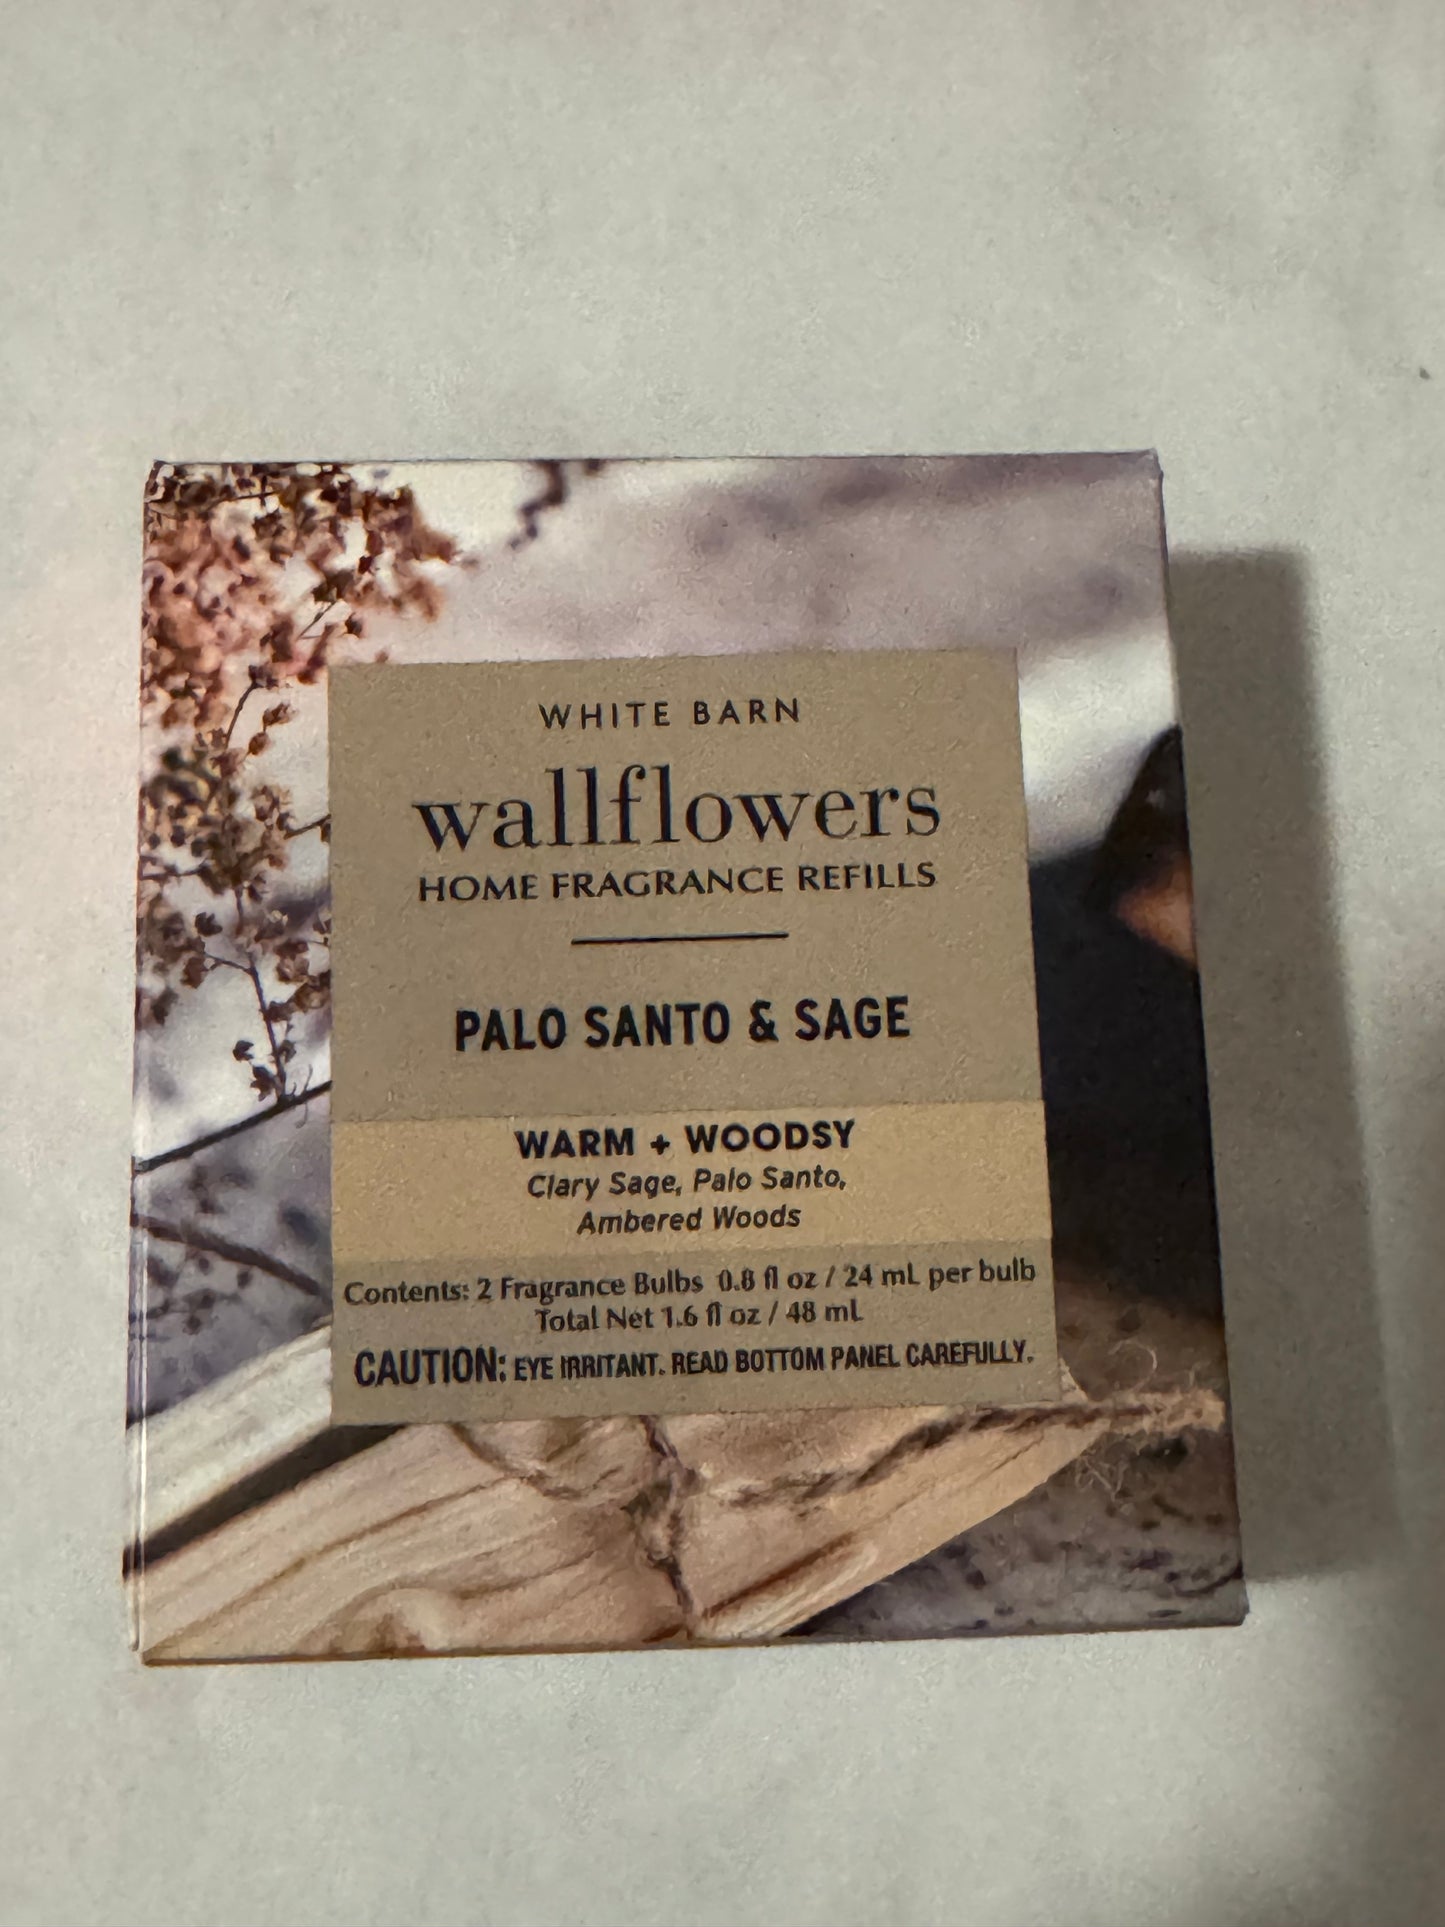 WHITE BARN
wallflowers
HOME FRAGRANCE REFILLS
PALO SANTO & SAGE
WARM + WOODSY
Clary Sage, Palo Santo,
Ambered Woods
Contents: 2 Fragrance Bulbs 0.8 fl oz / 24 mL per bulb
Total Net 1.6 fl oz / 48 mL
CAUTION: EYE IRRITANT. READ BOTTOM PANEL CAREFULLY.